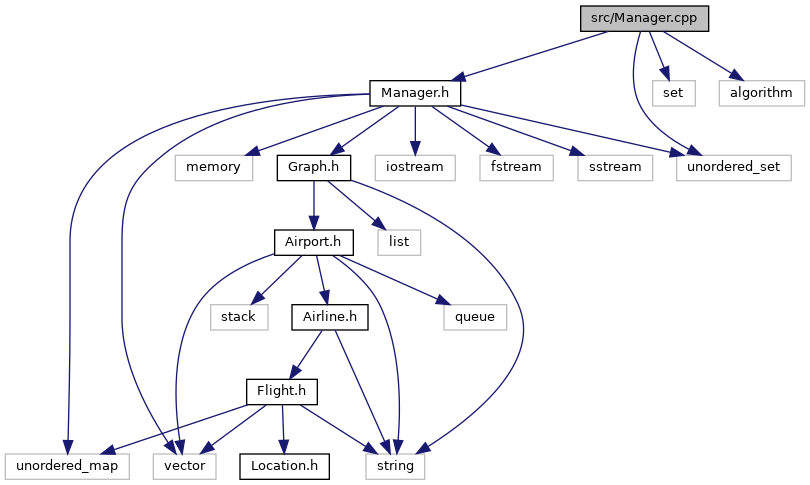 src/Manager.cpp
Manager.h
set
algorithm
memory
Graph.h
iostream
fstream
sstream
unordered_set
Airport.h
list
stack
Airline.h
queue
Flight.h
unordered_map
vector
Location.h
string